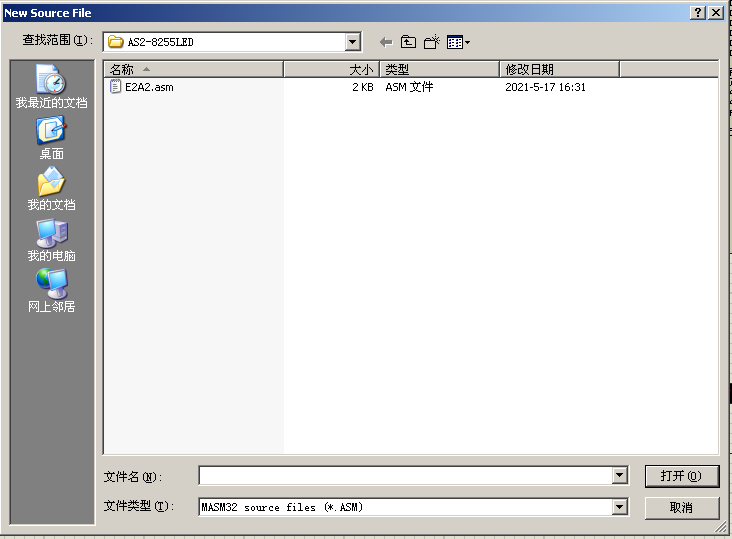 New Source File
查找范围(I):
AS2-8255LED
名称
大小
类型
修改日期
E2A2.asm
2 KB
ASM 文件
2021-5-17 16:31
我最近的文档
桌面
我的文档
我的电脑
网上邻居
文件名(N):
打开(O)
文件类型(T):
MASM32 source files (*.ASM)
取消